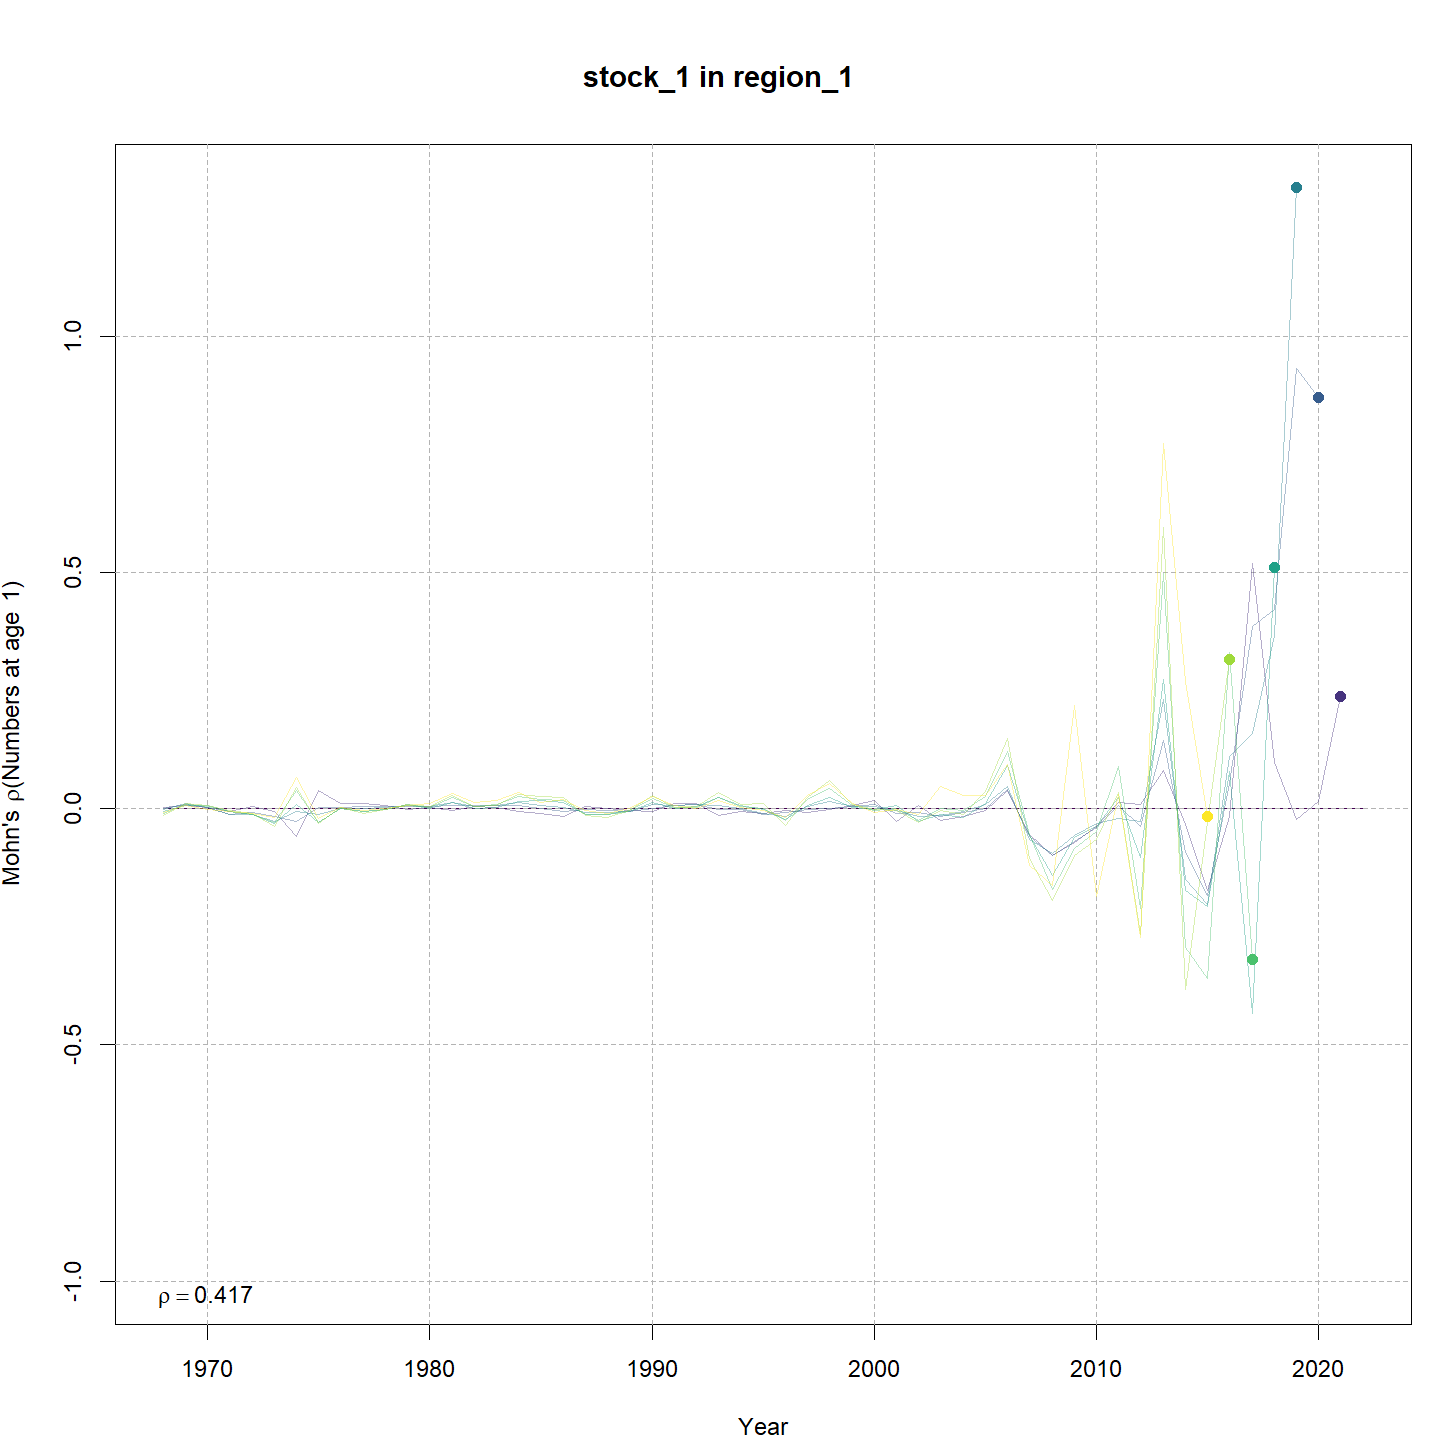 stock_1 in region_1
Mohn's ρ(Numbers at age 1)
1.0
0.5
0.0
-0.5
-1.0
ρ = 0.417
1970 1980 1990 2000 2010 2020
Year